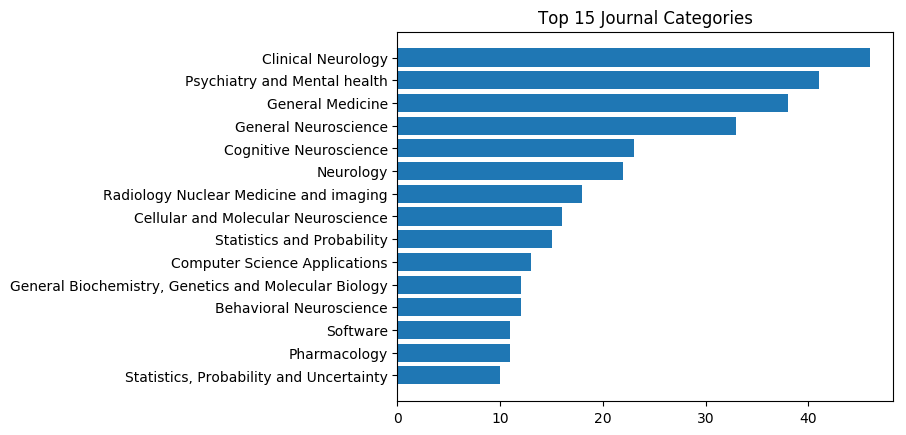 Top 15 Journal Categories
Clinical Neurology
Psychiatry and Mental health
General Medicine
General Neuroscience
Cognitive Neuroscience
Neurology
Radiology Nuclear Medicine and imaging
Cellular and Molecular Neuroscience
Statistics and Probability
Computer Science Applications
General Biochemistry, Genetics and Molecular Biology
Behavioral Neuroscience
Software
Pharmacology
Statistics, Probability and Uncertainty
0 10 20 30 40